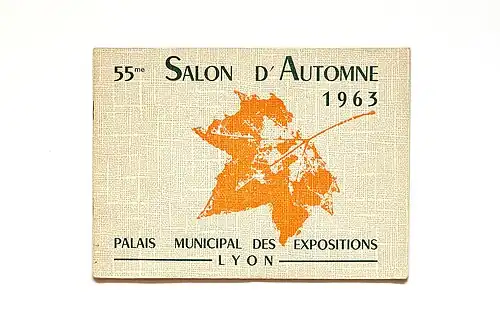 55me SALON D'AUTOMNE
1963
PALAIS MUNICIPAL DES EXPOSITIONS
LYON